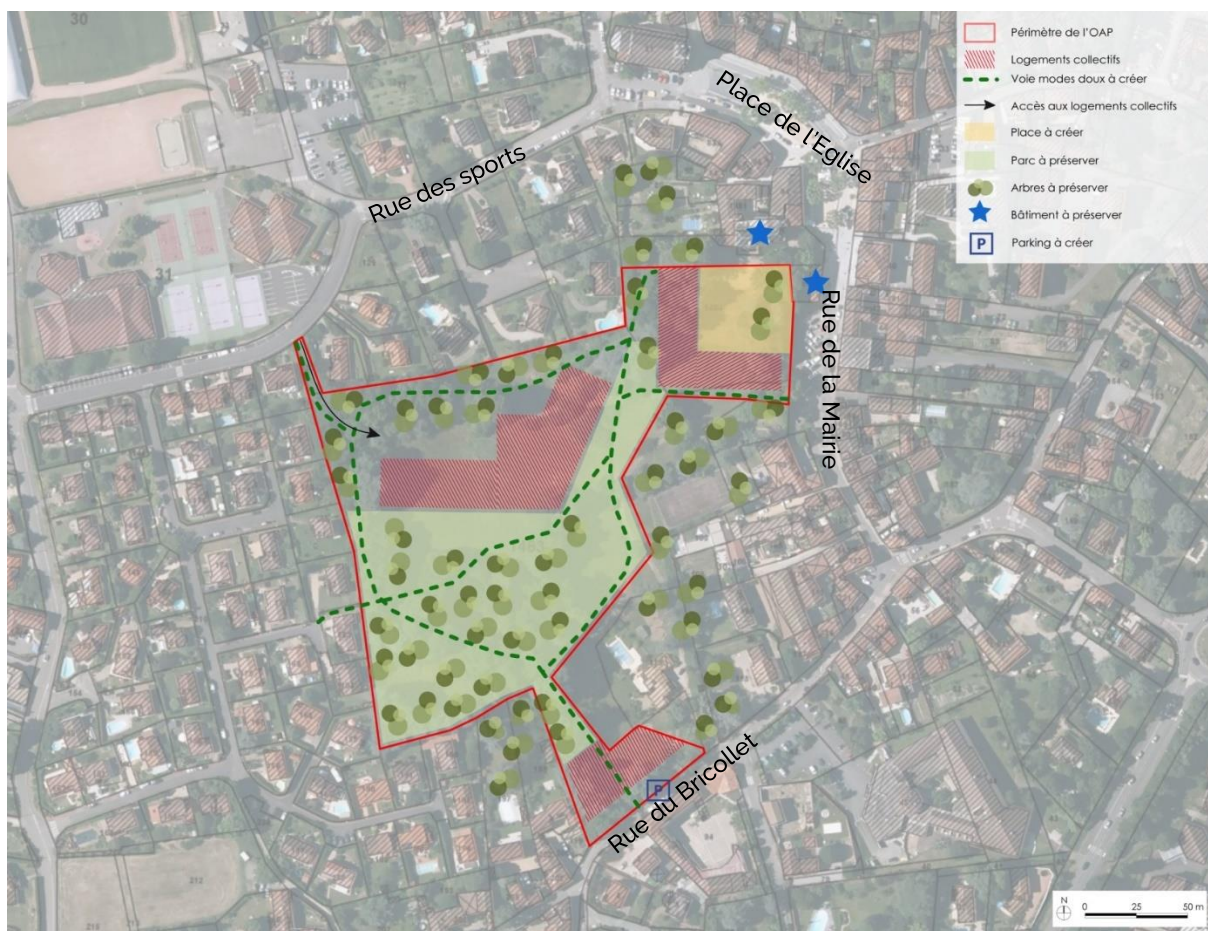 30
Périmètre de l'OAP
Logements collectifs
Voie modes doux à créer
Accès aux logements collectifs
Place à créer
Parc à préserver
Arbres à préserver
Bâtiment à préserver
P
Parking à créer
Place de l'Eglise
Rue des sports
31
Rue de la Mairie
P
Rue du Bricollet
212
N
0 25 50 m